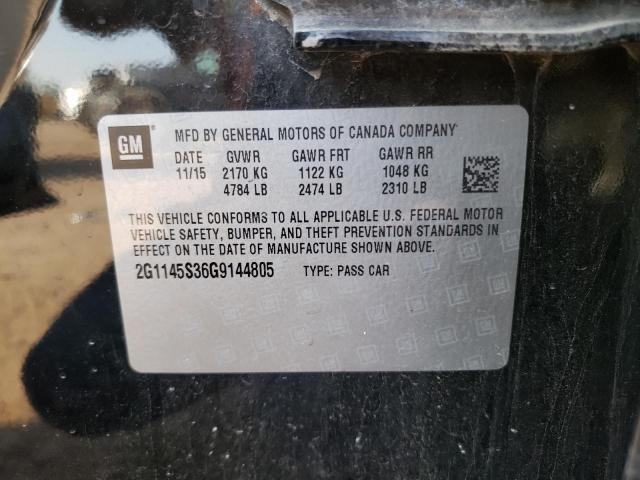 GM
MFD BY GENERAL MOTORS OF CANADA COMPANY
DATE GVWR GAWR FRT GAWR RR
11/15 2170 KG 1122 KG 1048 KG
4784 LB 2474 LB 2310 LB
THIS VEHICLE CONFORMS TO ALL APPLICABLE U.S. FEDERAL MOTOR
VEHICLE SAFETY, BUMPER, AND THEFT PREVENTION STANDARDS IN
EFFECT ON THE DATE OF MANUFACTURE SHOWN ABOVE.
2G1145S36G9144805 TYPE: PASS CAR